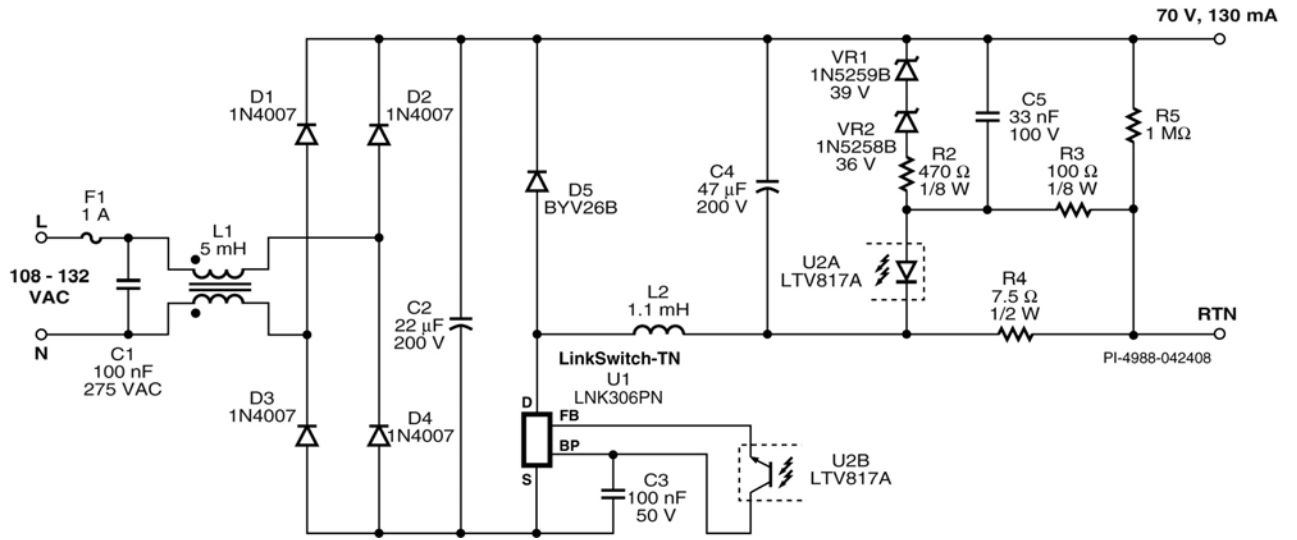 70 V, 130 mA
VR1
1N5259B
39 V
D1
1N4007
D2
1N4007
C5
33 nF
100 V
R5
1 MΩ
VR2
1N5258B
36 V
R2
470 Ω
1/8 W
R3
100 Ω
1/8 W
C4
47 µF
200 V
D5
BYV26B
F1
1 A
L
L1
5 mH
108 - 132
VAC
N
C1
100 nF
275 VAC
U2A
LTV817A
R4
7.5 Ω
1/2 W
L2
1.1 mH
C2
22 µF
200 V
RTN
PI-4988-042408
LinkSwitch-TN
U1
LNK306PN
D
FB
BP
S
D3
1N4007
D4
1N4007
C3
100 nF
50 V
U2B
LTV817A